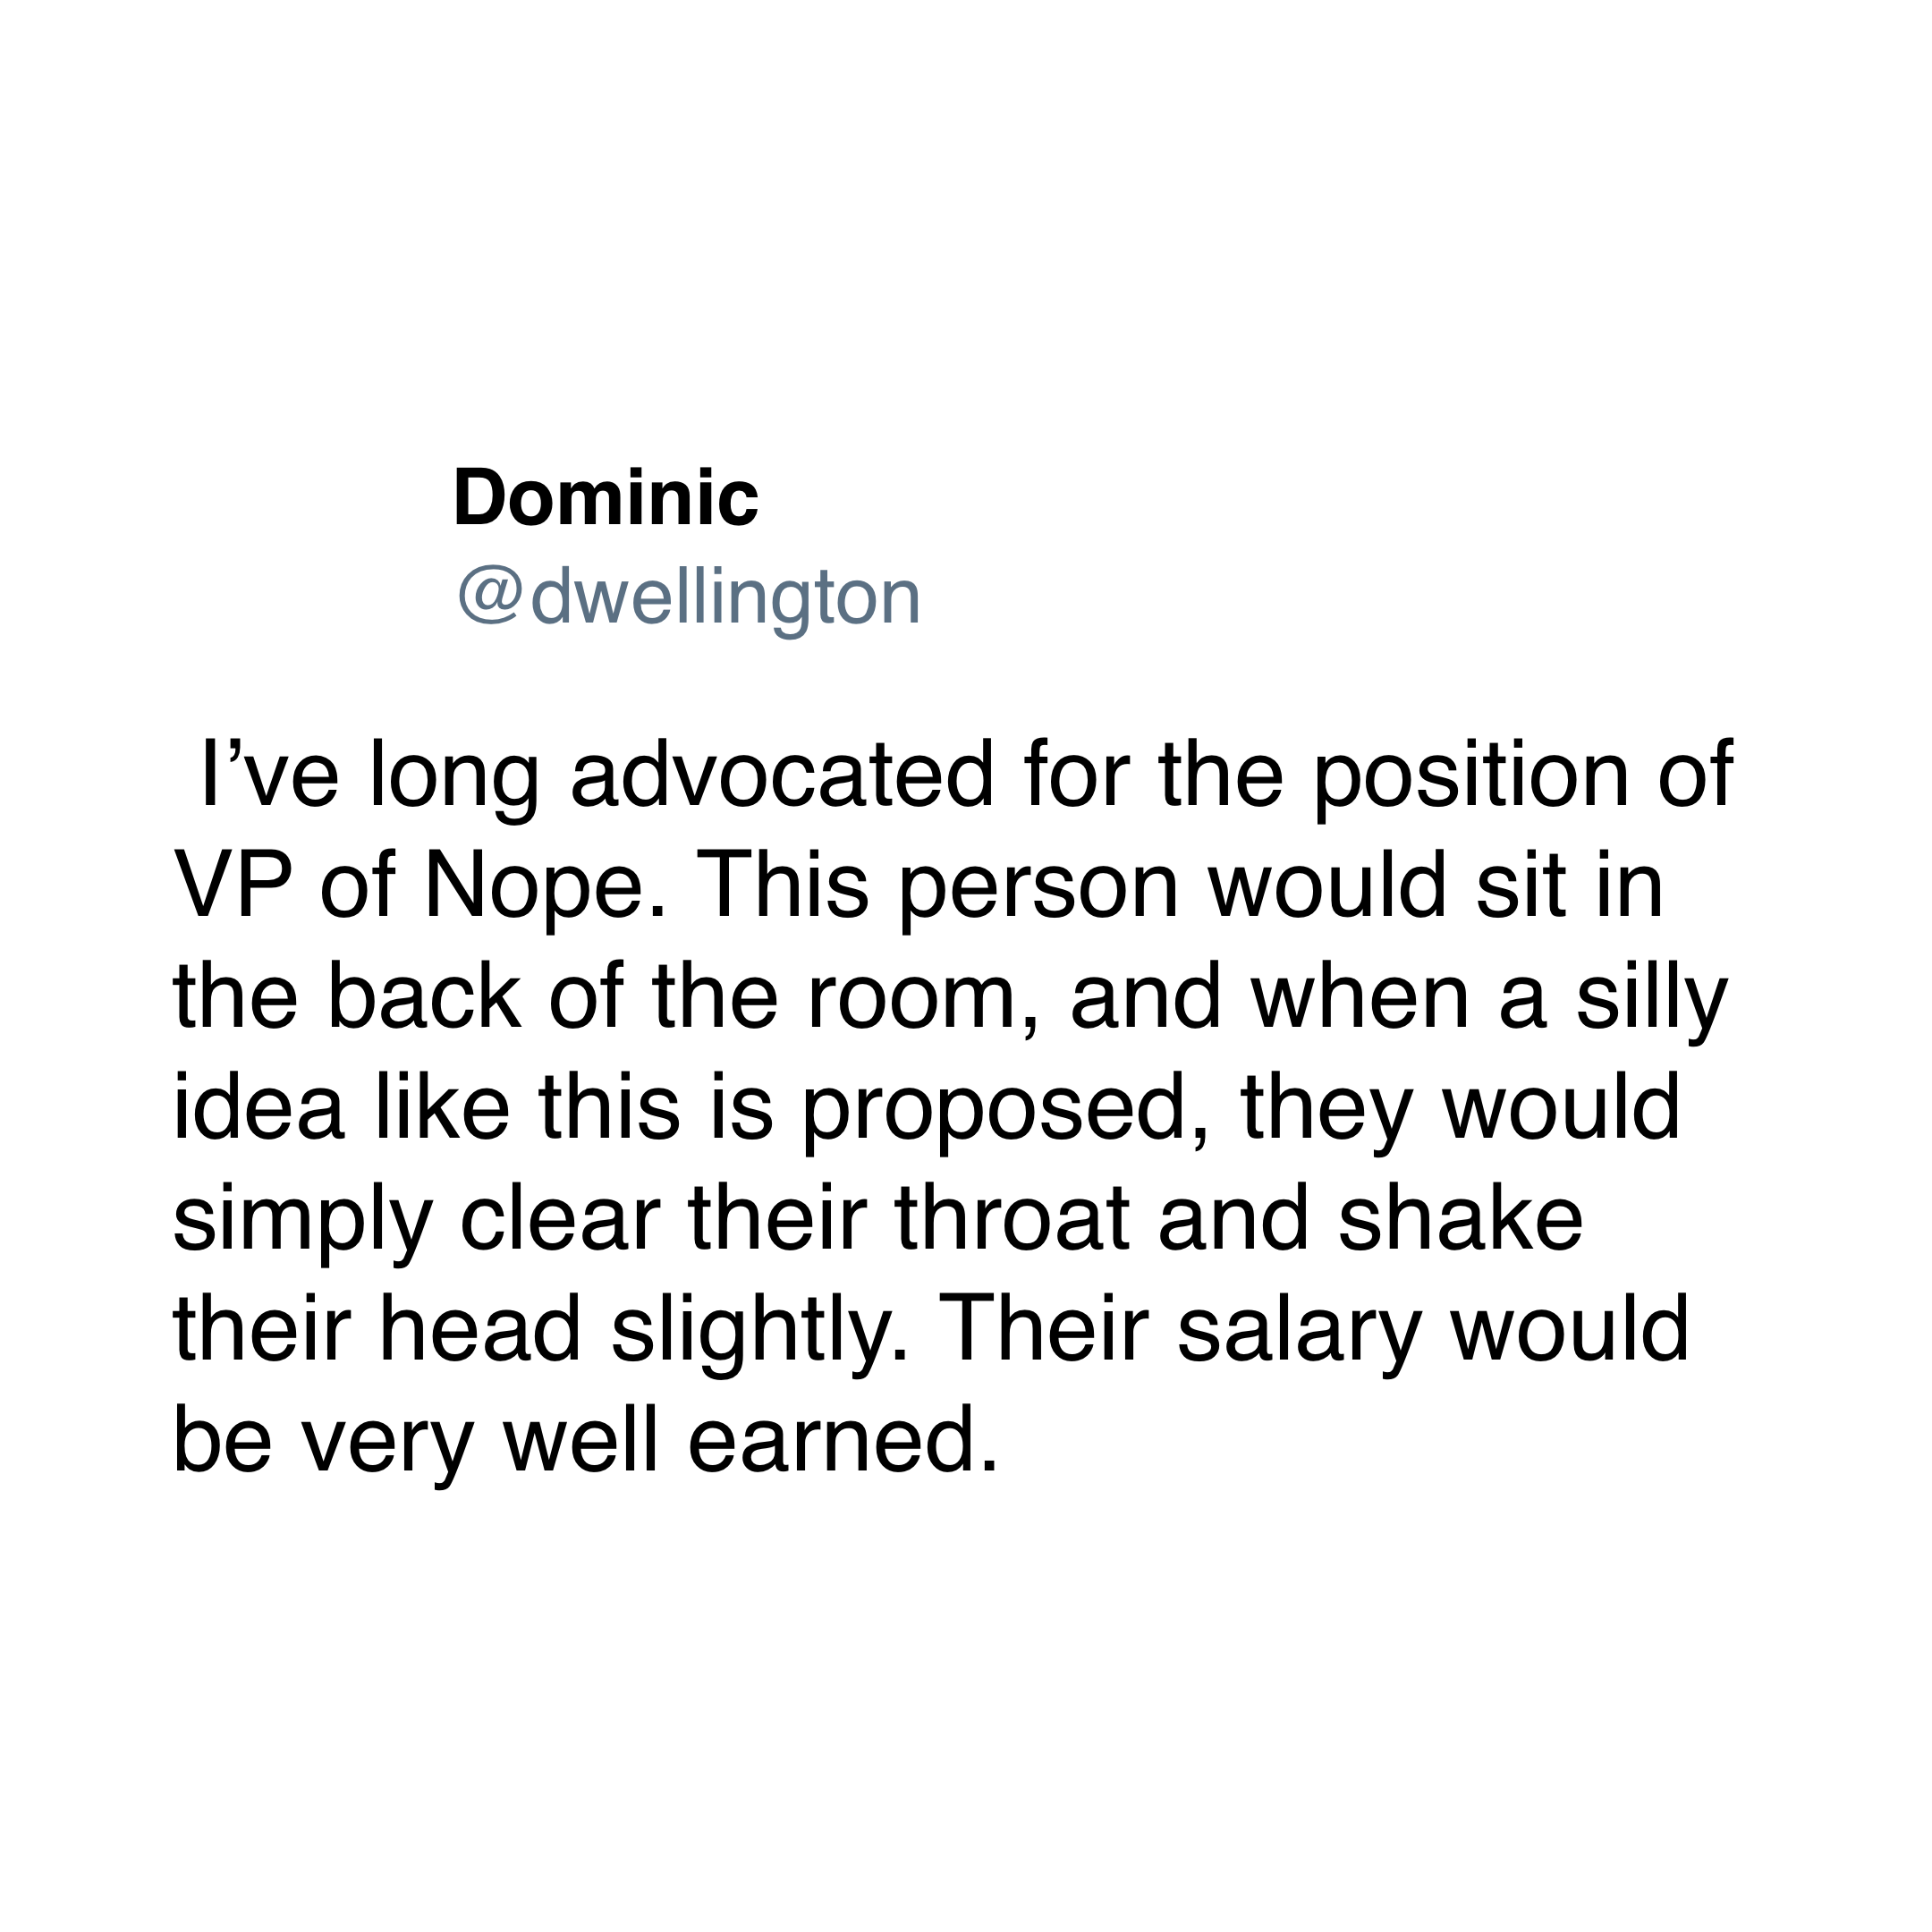 Dominic
@dwellington
I’ve long advocated for the position of
VP of Nope. This person would sit in
the back of the room, and when a silly
idea like this is proposed, they would
simply clear their throat and shake
their head slightly. Their salary would
be very well earned.